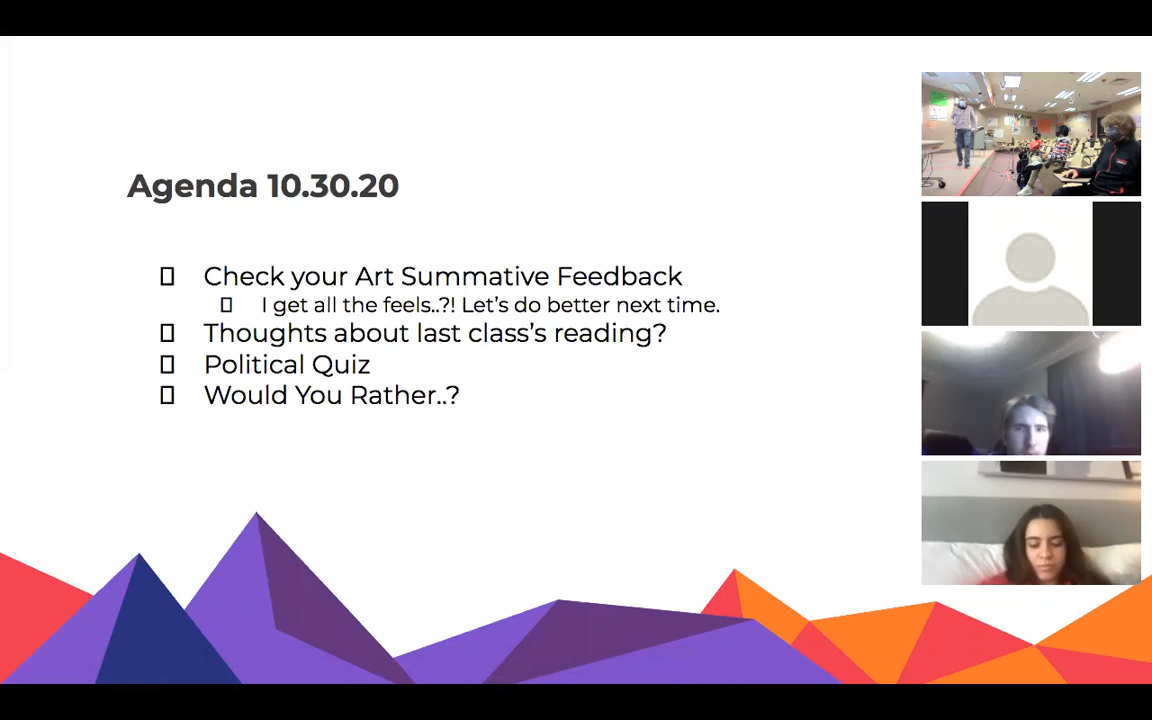 Agenda 10.30.20
Check your Art Summative Feedback
I get all the feels..?! Let’s do better next time.
Thoughts about last class’s reading?
Political Quiz
Would You Rather..?